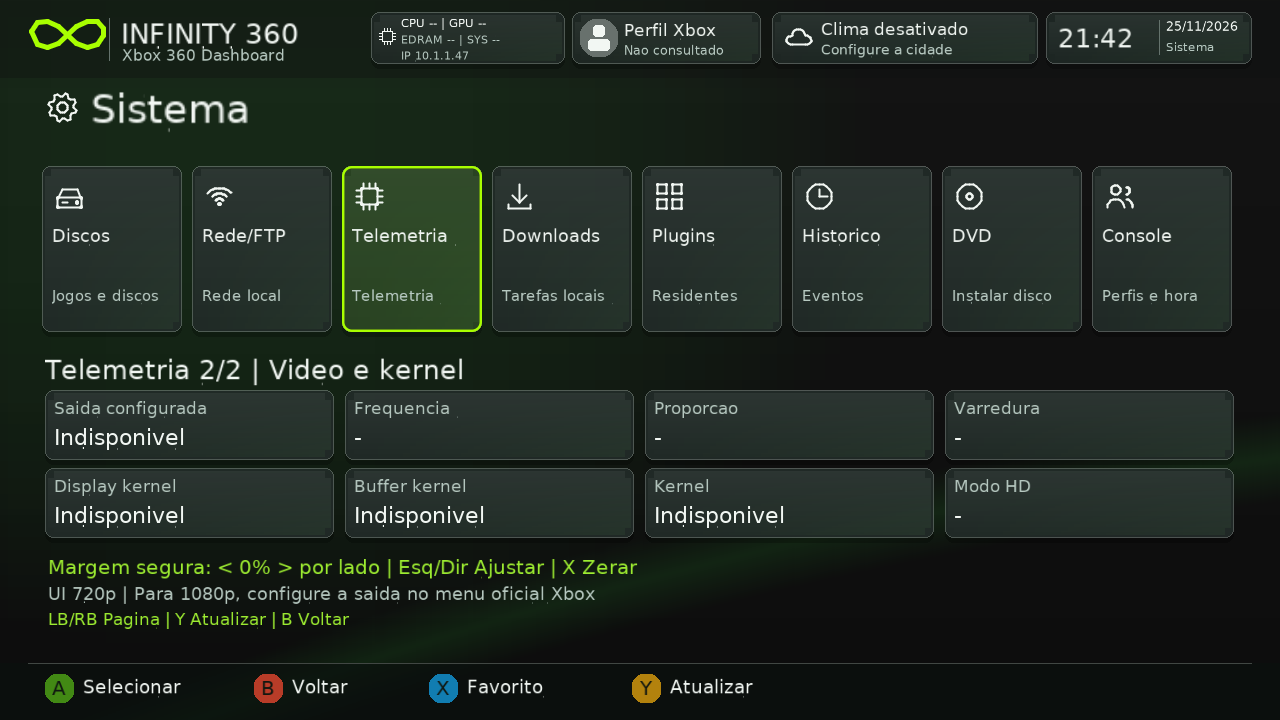 INFINITY 360
Xbox 360 Dashboard
CPU -- | GPU --
EDRAM -- | SYS --
IP 10.1.1.47
Perfil Xbox
Nao consultado
Clima desativado
Configure a cidade
21:42
25/11/2026
Sistema
Sistema
Discos
Jogos e discos
Rede/FTP
Rede local
Telemetria
Telemetria
Downloads
Tarefas locais
Plugins
Residentes
Historico
Eventos
DVD
Instalar disco
Console
Perfis e hora
Telemetria 2/2 | Video e kernel
Saida configurada
Indisponivel
Frequencia
-
Proporcao
-
Varredura
-
Display kernel
Indisponivel
Buffer kernel
Indisponivel
Kernel
Indisponivel
Modo HD
-
Margem segura: < 0% > por lado | Esq/Dir Ajustar | X Zerar
UI 720p | Para 1080p, configure a saida no menu oficial Xbox
LB/RB Pagina | Y Atualizar | B Voltar
A Selecionar
B Voltar
X Favorito
Y Atualizar